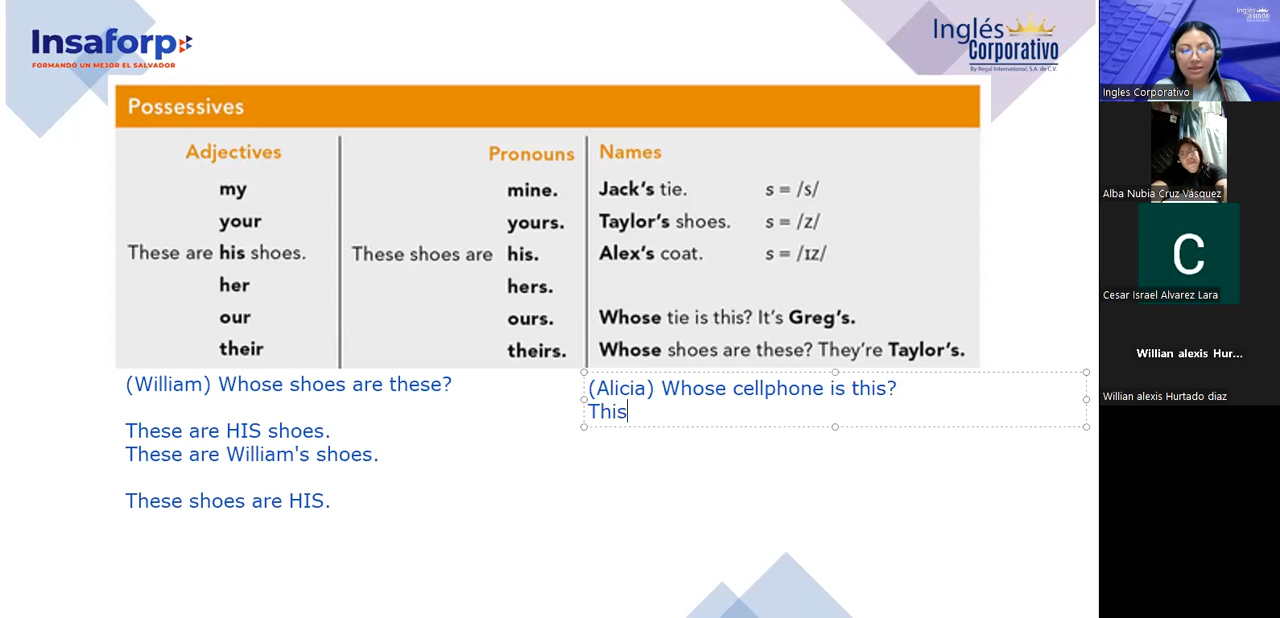 Insaforp
FORMANDO UN MEJOR EL SALVADOR
Inglés
Corporativo
By Regal International, S.A. de C.V.
Possessives
Adjectives
my
your
These are his shoes.
her
our
their
Pronouns
mine.
yours.
These shoes are his.
hers.
ours.
theirs.
Names
Jack's tie. s = /s/
Taylor's shoes. s = /z/
Alex's coat. s = /ɪz/
Whose tie is this? It's Greg's.
Whose shoes are these? They're Taylor's.
(William) Whose shoes are these?
These are HIS shoes.
These are William's shoes.
These shoes are HIS.
(Alicia) Whose cellphone is this?
This
Inglés
Corporativo
Ingles Corporativo
Alba Nubia Cruz Vásquez
C
Cesar Israel Alvarez Lara
Willian alexis Hur...
Willian alexis Hurtado diaz